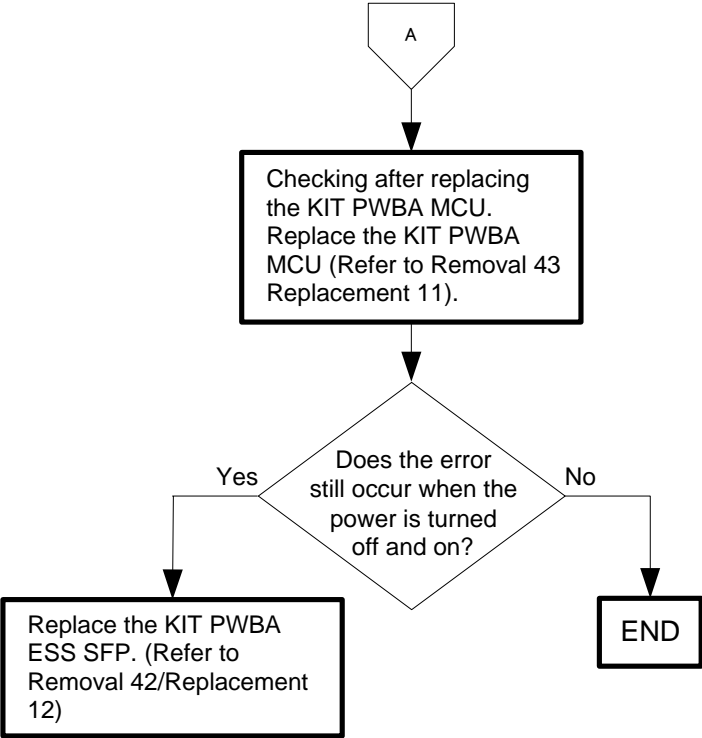 A
Checking after replacing
the KIT PWBA MCU.
Replace the KIT PWBA
MCU (Refer to Removal 43
Replacement 11).
Does the error
still occur when the
power is turned
off and on?
Yes
No
Replace the KIT PWBA
ESS SFP. (Refer to
Removal 42/Replacement
12)
END